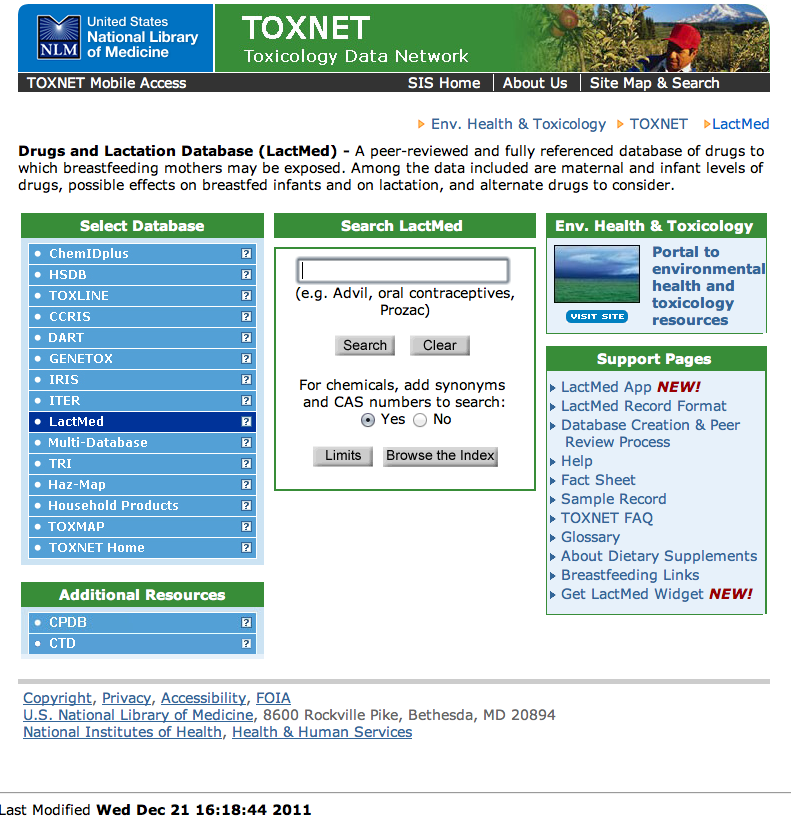 United States
National Library
of Medicine
NLM
TOXNET
Toxicology Data Network
TOXNET Mobile Access
SIS Home
About Us
Site Map & Search
Env. Health & Toxicology
TOXNET
LactMed
Drugs and Lactation Database (LactMed) - A peer-reviewed and fully referenced database of drugs to
which breastfeeding mothers may be exposed. Among the data included are maternal and infant levels of
drugs, possible effects on breastfed infants and on lactation, and alternate drugs to consider.
Select Database
ChemIDplus ?
HSDB ?
TOXLINE ?
CCRIS ?
DART ?
GENETOX ?
IRIS ?
ITER ?
LactMed ?
Multi-Database ?
TRI ?
Haz-Map ?
Household Products ?
TOXMAP ?
TOXNET Home ?
Additional Resources
CPDB ?
CTD ?
Search LactMed
(e.g. Advil, oral contraceptives,
Prozac)
Search Clear
For chemicals, add synonyms
and CAS numbers to search:
Yes No
Limits Browse the Index
Env. Health & Toxicology
Portal to
environmental
health and
toxicology
resources
VISIT SITE
Support Pages
LactMed App NEW!
LactMed Record Format
Database Creation & Peer
Review Process
Help
Fact Sheet
Sample Record
TOXNET FAQ
Glossary
About Dietary Supplements
Breastfeeding Links
Get LactMed Widget NEW!
Copyright, Privacy, Accessibility, FOIA
U.S. National Library of Medicine, 8600 Rockville Pike, Bethesda, MD 20894
National Institutes of Health, Health & Human Services
Last Modified Wed Dec 21 16:18:44 2011